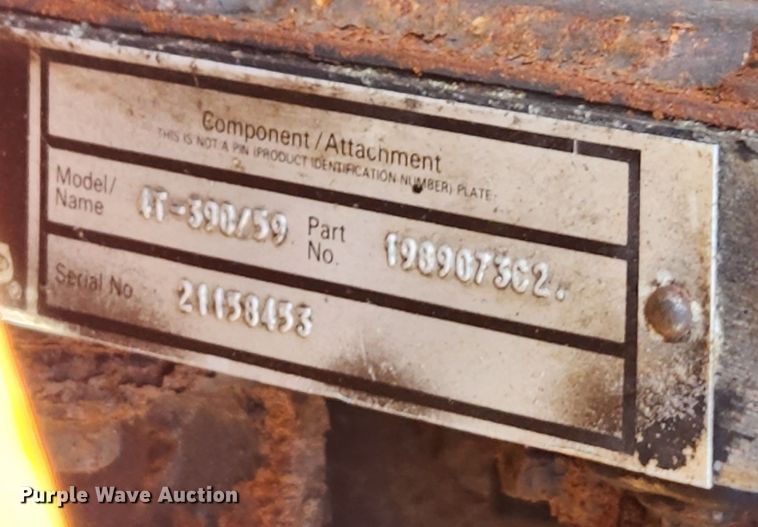 Component/Attachment
THIS IS NOT A PIN (PRODUCT IDENTIFICATION NUMBER) PLATE
Model/Name 4T-390/59 Part No. 198907362.
Serial No 21158453
Purple Wave Auction